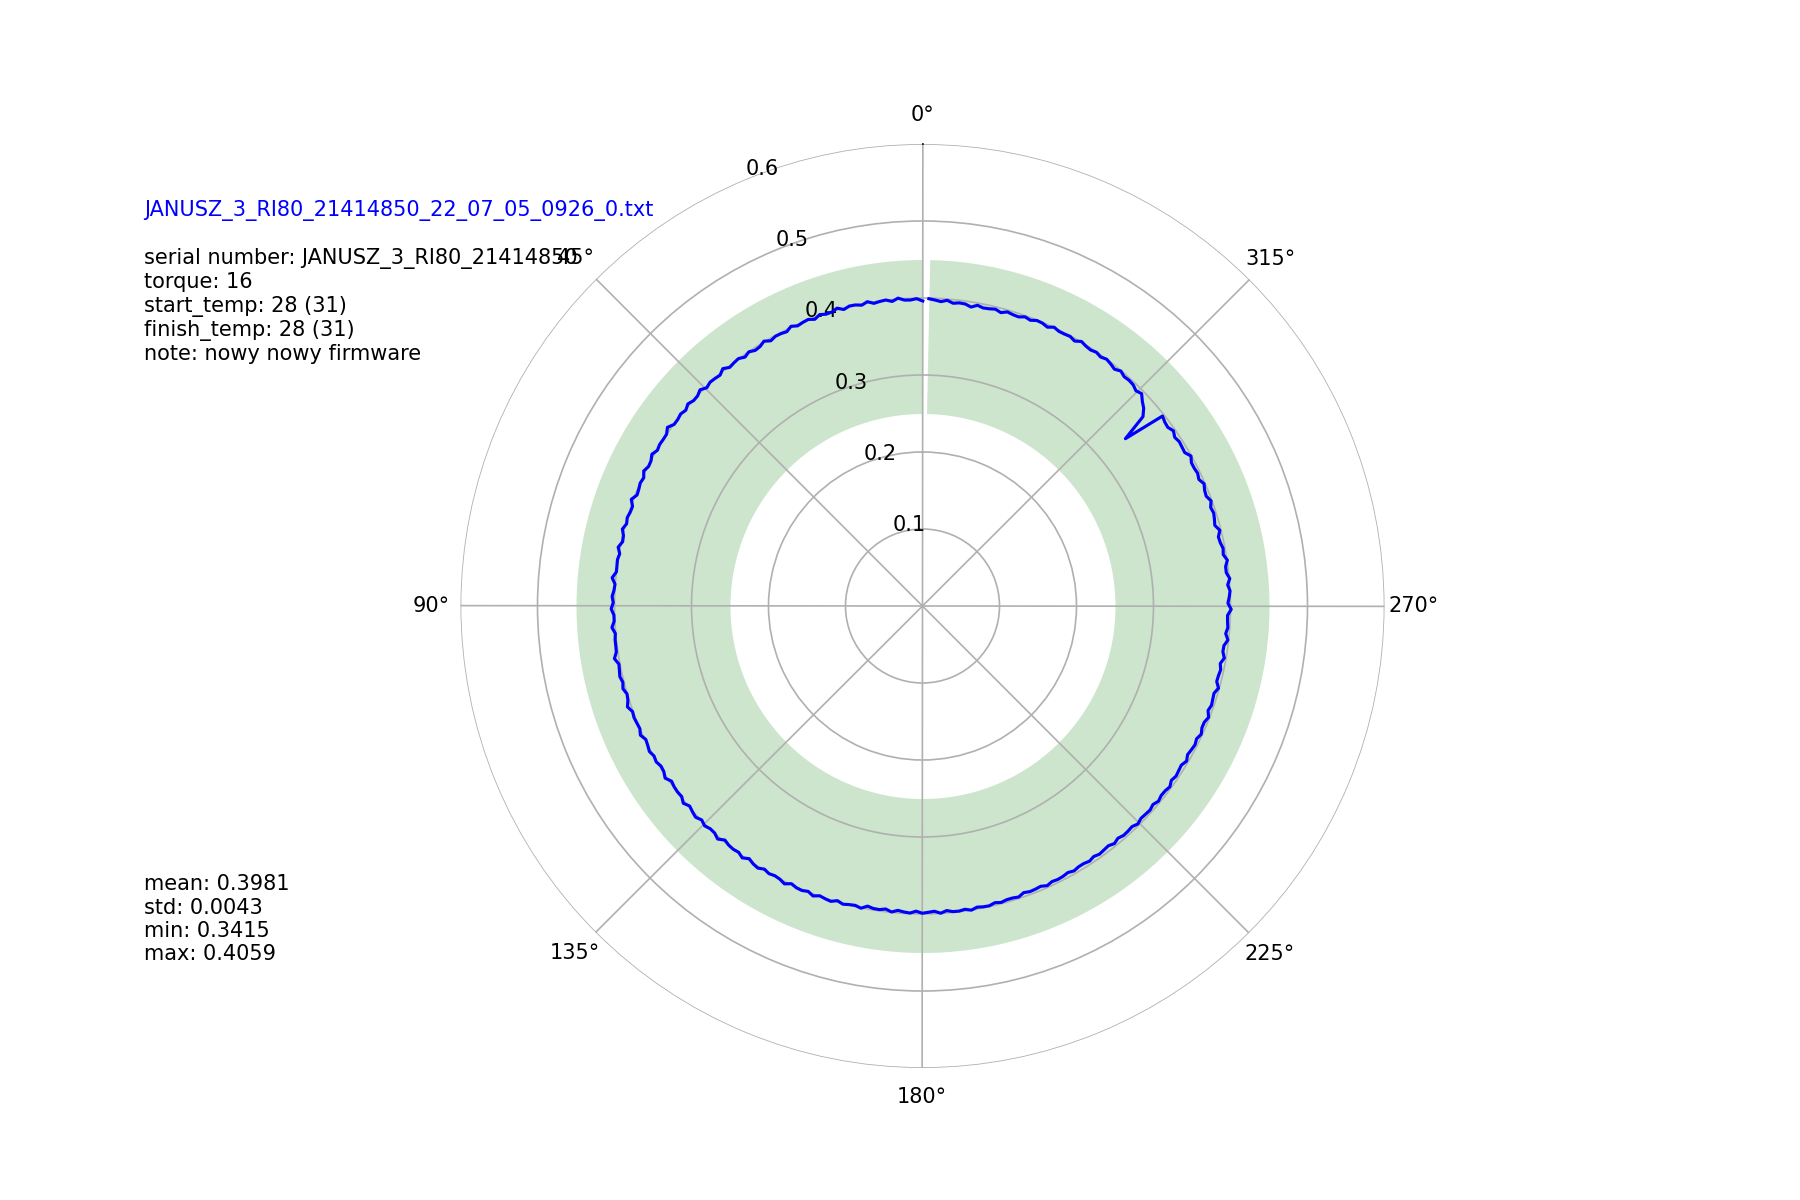 0°
0.6
JANUSZ_3_RI80_21414850_22_07_05_0926_0.txt
0.5
serial number: JANUSZ_3_RI80_21414850
45°
315°
torque: 16
start_temp: 28 (31)
0.4
finish_temp: 28 (31)
note: nowy nowy firmware
0.3
0.2
0.1
90°
270°
mean: 0.3981
std: 0.0043
min: 0.3415
max: 0.4059
135°
225°
180°